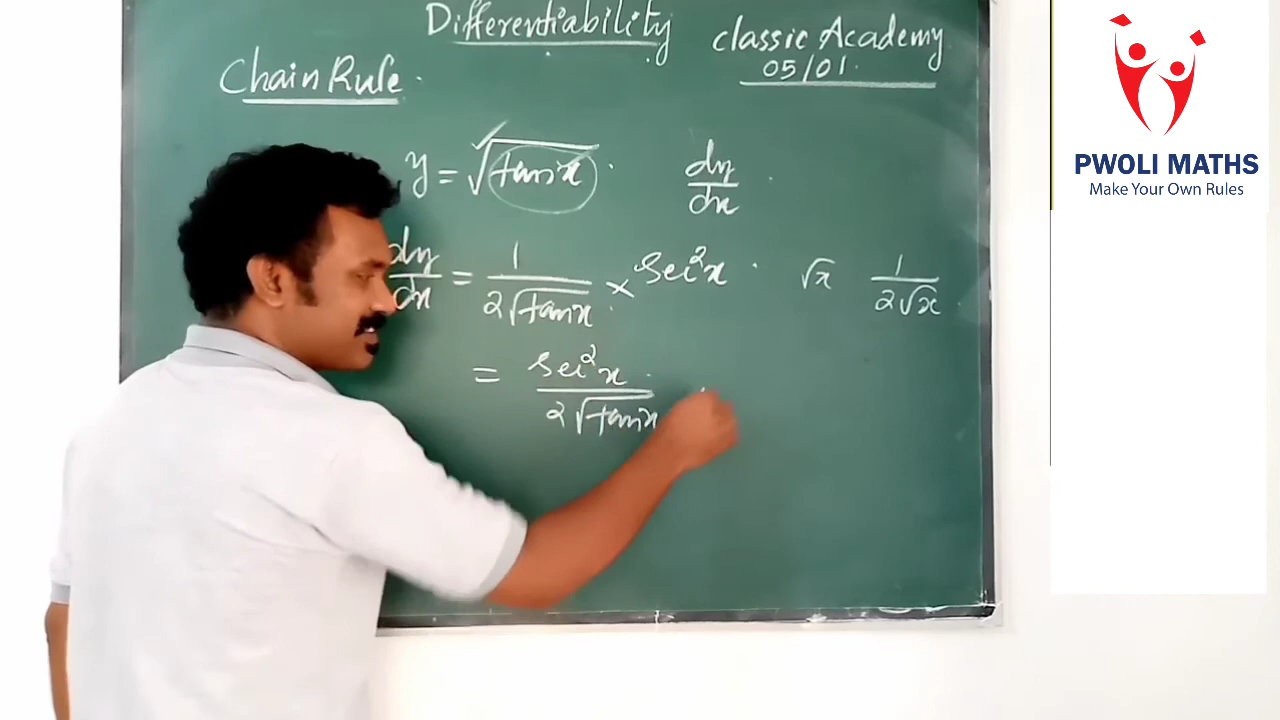 Differentiability
classic Academy
05/01.
Chain Rule.
y = √tanx . dy/dx .
dy/dx = 1/2√tanx × sec²x . √x 1/2√x
= sec²x/2√tanx
PWOLI MATHS
Make Your Own Rules